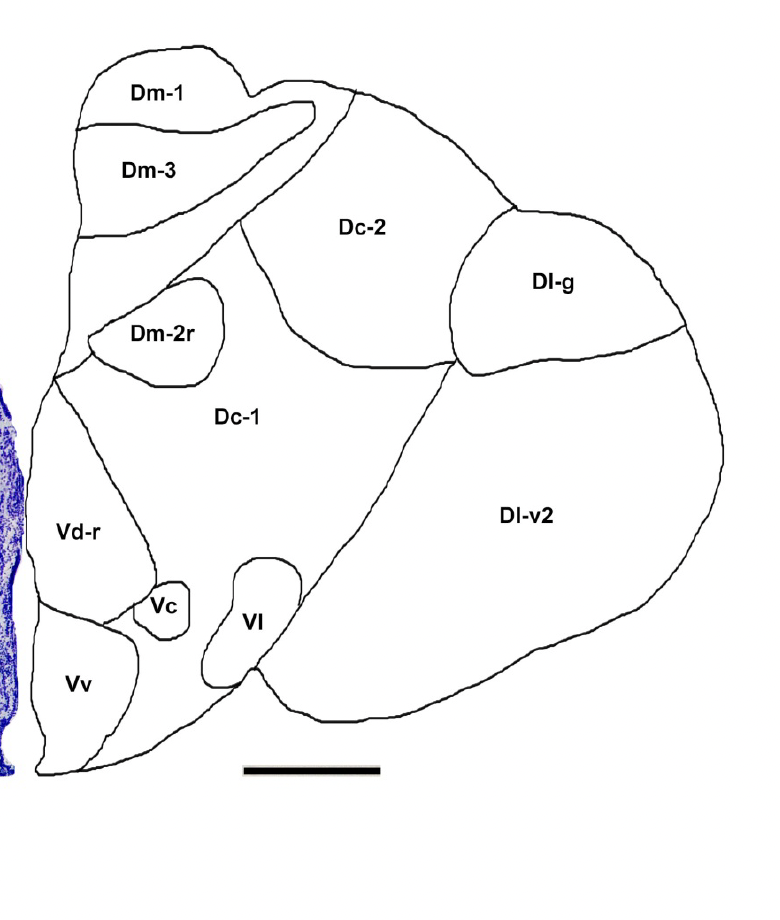 Dm-1
Dm-3
Dc-2
Dl-g
Dm-2r
Dc-1
Dl-v2
Vd-r
Vc
Vl
Vv